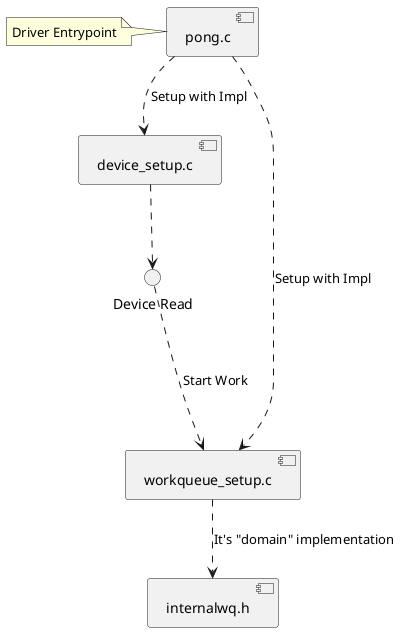 Driver Entrypoint
pong.c
Setup with Impl
device_setup.c
Setup with Impl
Device Read
Start Work
workqueue_setup.c
It's "domain" implementation
internalwq.h